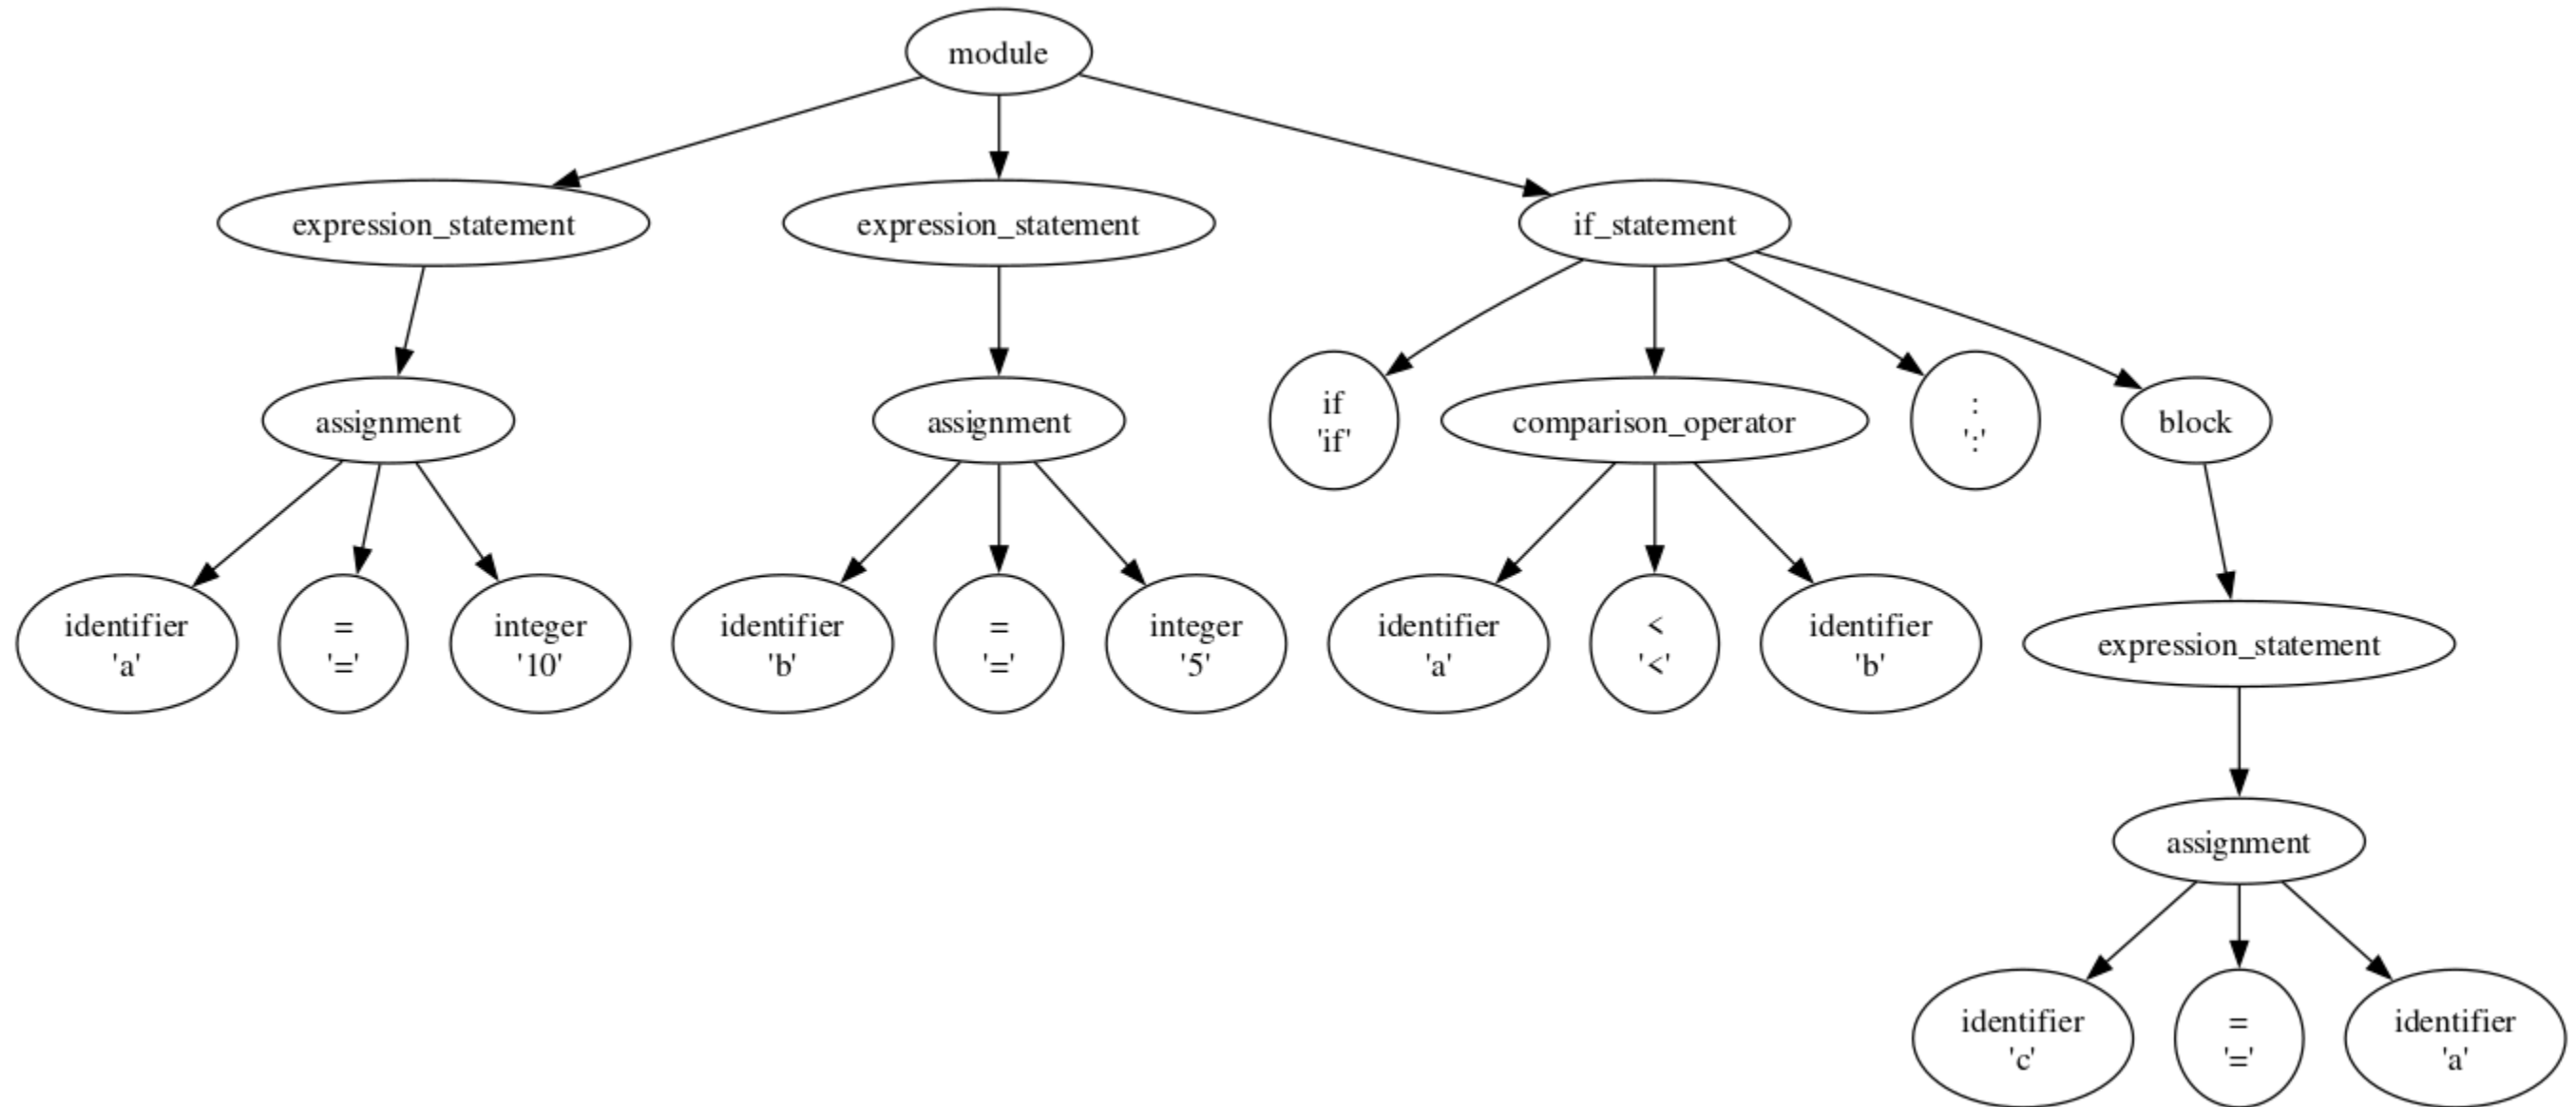 module
expression_statement
expression_statement
if_statement
assignment
assignment
if
'if'
comparison_operator
:
':'
block
identifier
'a'
=
'='
integer
'10'
identifier
'b'
=
'='
integer
'5'
identifier
'a'
<
'<'
identifier
'b'
expression_statement
assignment
identifier
'c'
=
'='
identifier
'a'